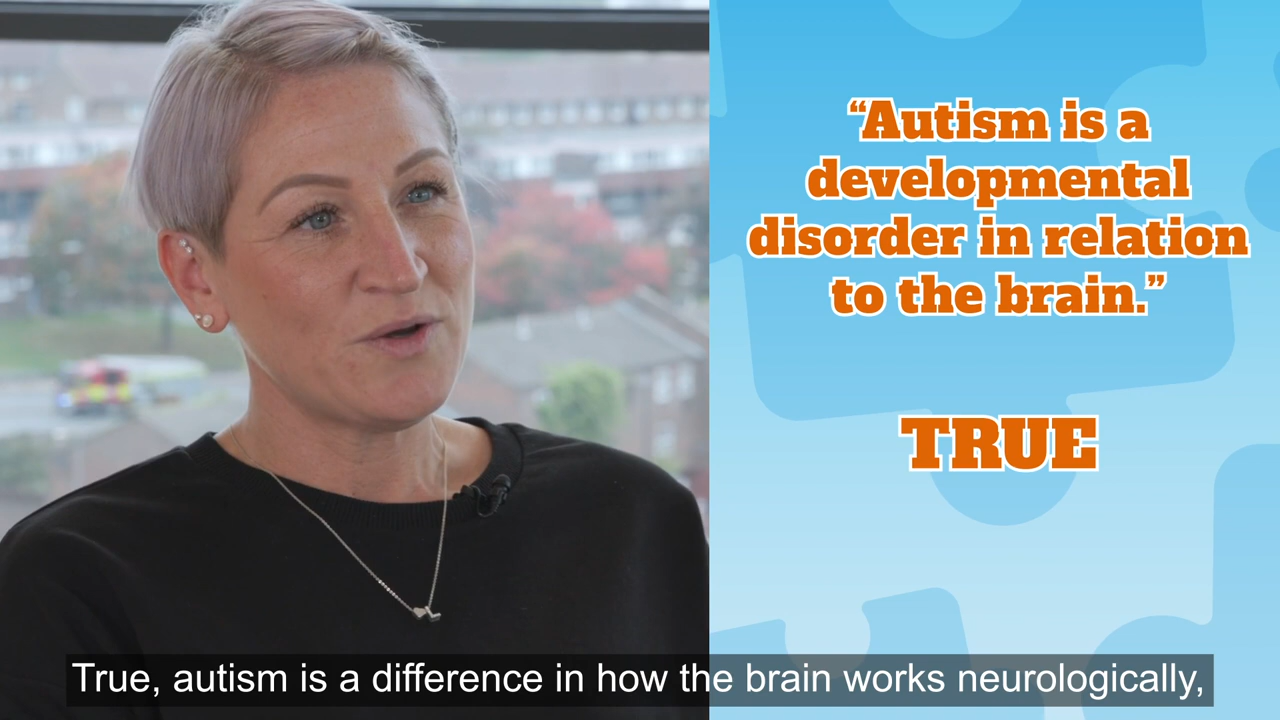 “Autism is a
developmental
disorder in relation
to the brain.”
TRUE
True, autism is a difference in how the brain works neurologically,